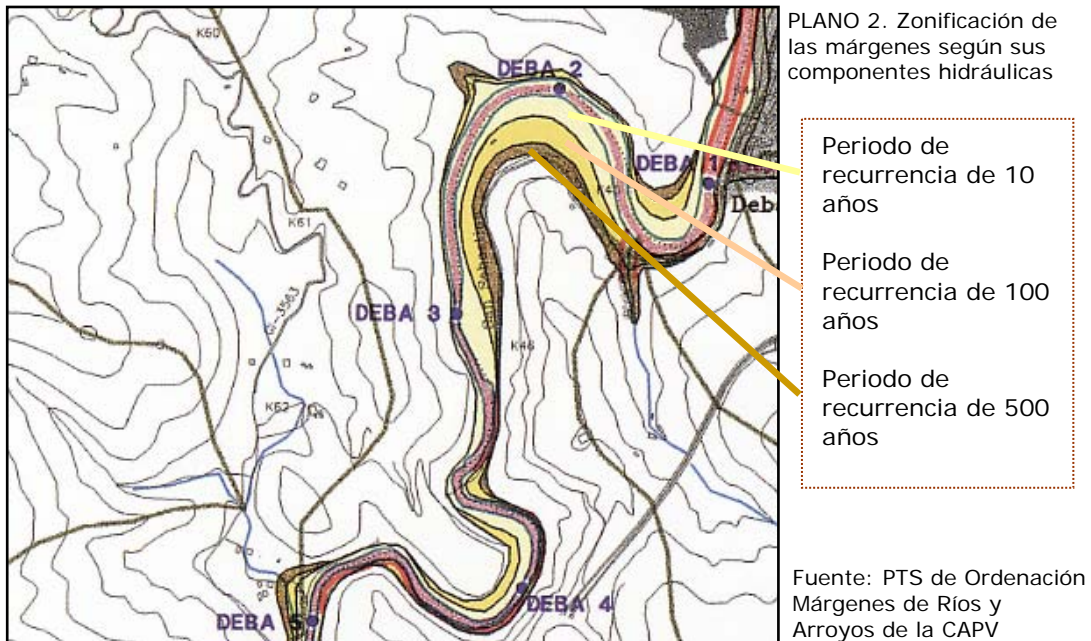 PLANO 2. Zonificación de
las márgenes según sus
componentes hidráulicas
Periodo de
recurrencia de 10
años
Periodo de
recurrencia de 100
años
Periodo de
recurrencia de 500
años
Fuente: PTS de Ordenación
Márgenes de Ríos y
Arroyos de la CAPV
K60
DEBA 2
DEBA 1
K61
GI-3563
DEBA 3
K46
K62
DEBA 4
DEBA 5